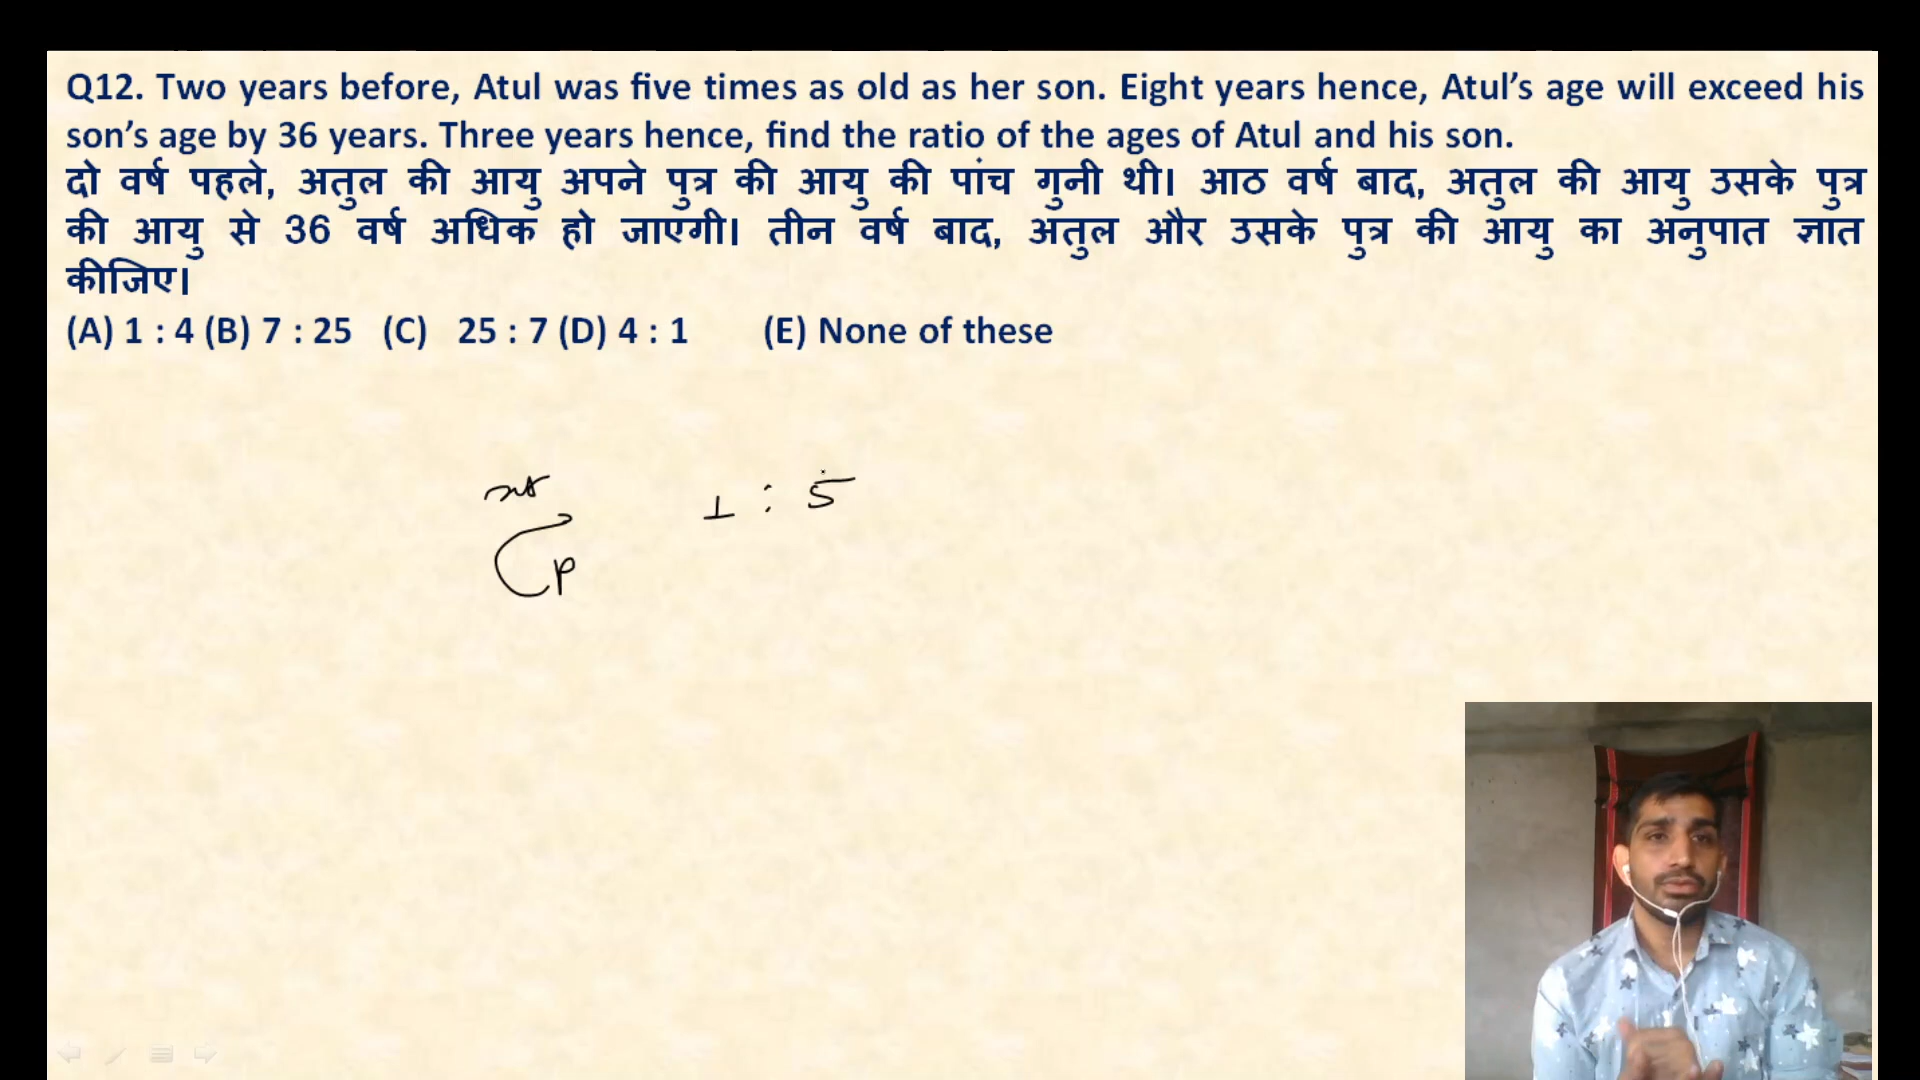 Q12. Two years before, Atul was five times as old as her son. Eight years hence, Atul’s age will exceed his
son’s age by 36 years. Three years hence, find the ratio of the ages of Atul and his son.
दो वर्ष पहले, अतुल की आयु अपने पुत्र की आयु की पांच गुनी थी। आठ वर्ष बाद, अतुल की आयु उसके पुत्र
की आयु से 36 वर्ष अधिक हो जाएगी। तीन वर्ष बाद, अतुल और उसके पुत्र की आयु का अनुपात ज्ञात
कीजिए।
(A) 1 : 4 (B) 7 : 25 (C) 25 : 7 (D) 4 : 1 (E) None of these
1 : 5
P